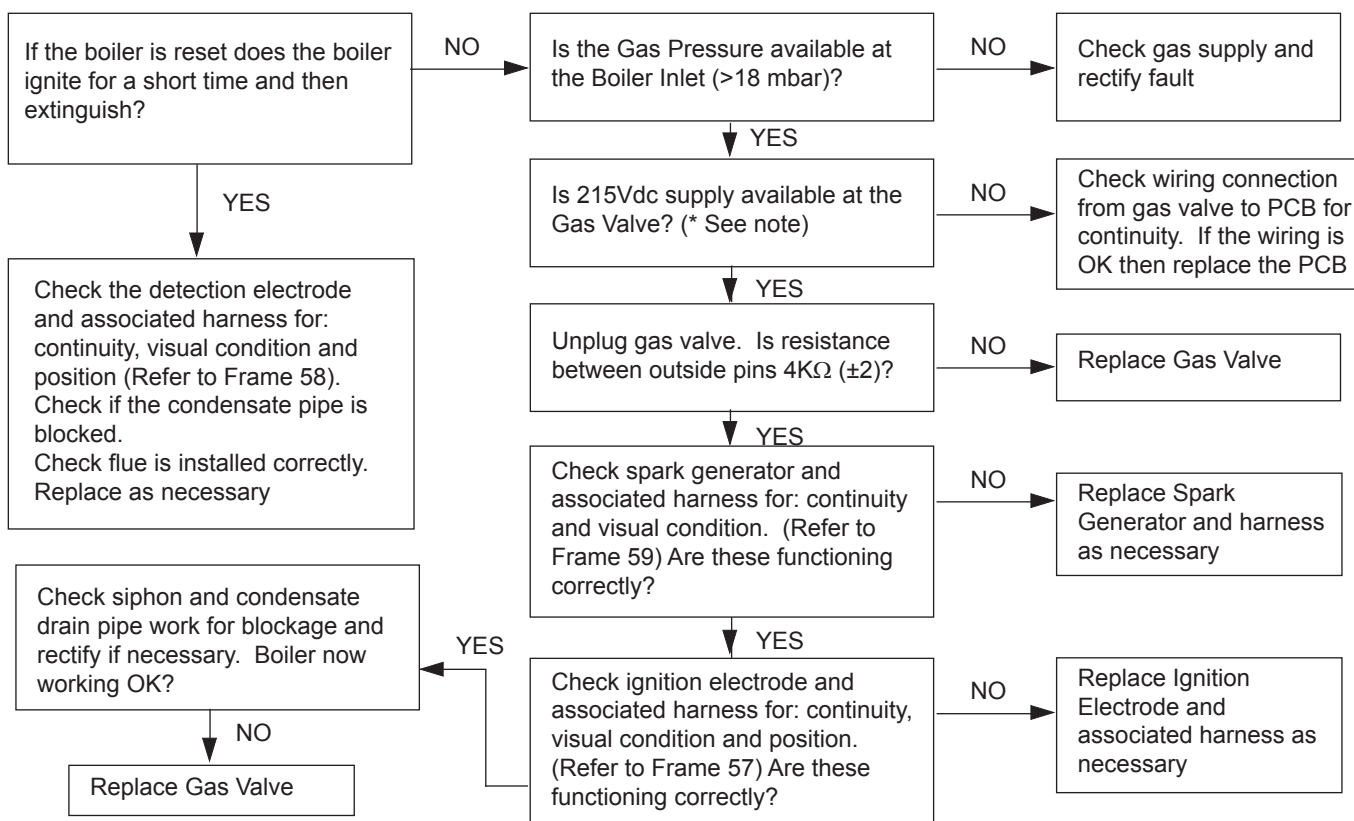 If the boiler is reset does the boiler
ignite for a short time and then
extinguish?
NO
Is the Gas Pressure available at
the Boiler Inlet (>18 mbar)?
NO
Check gas supply and
rectify fault
YES
YES
Is 215Vdc supply available at the
Gas Valve? (* See note)
NO
Check wiring connection
from gas valve to PCB for
continuity.  If the wiring is
OK then replace the PCB
Check the detection electrode
and associated harness for:
continuity, visual condition and
position (Refer to Frame 58).
Check if the condensate pipe is
blocked.
Check flue is installed correctly.
Replace as necessary
YES
Unplug gas valve.  Is resistance
between outside pins 4KΩ (±2)?
NO
Replace Gas Valve
YES
Check spark generator and
associated harness for: continuity
and visual condition.  (Refer to
Frame 59) Are these functioning
correctly?
NO
Replace Spark
Generator and harness
as necessary
YES
Check ignition electrode and
associated harness for: continuity,
visual condition and position.
(Refer to Frame 57) Are these
functioning correctly?
NO
Replace Ignition
Electrode and
associated harness as
necessary
YES
Check siphon and condensate
drain pipe work for blockage and
rectify if necessary.  Boiler now
working OK?
NO
Replace Gas Valve